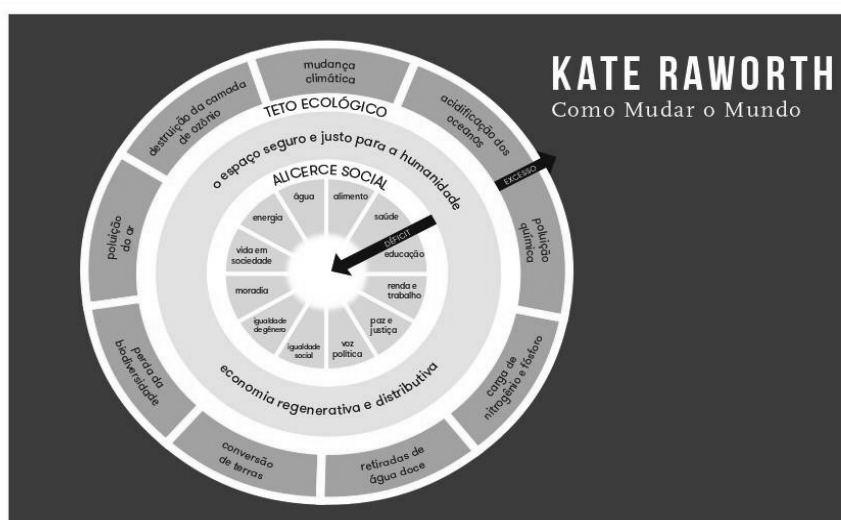 KATE RAWORTH
Como Mudar o Mundo
mudança
climática
acidificação dos
oceanos
EXCESSO
poluição
química
carga de
nitrogênio e fósforo
retiradas de
água doce
conversão
de terras
perda da
biodiversidade
poluição
do ar
destruição da camada
de ozônio
TETO ECOLÓGICO
o espaço seguro e justo para a humanidade
ALICERCE SOCIAL
água
alimento
saúde
DÉFICIT
educação
renda e
trabalho
paz e
justiça
voz
política
igualdade
social
igualdade
de gênero
moradia
vida em
sociedade
energia
economia regenerativa e distributiva